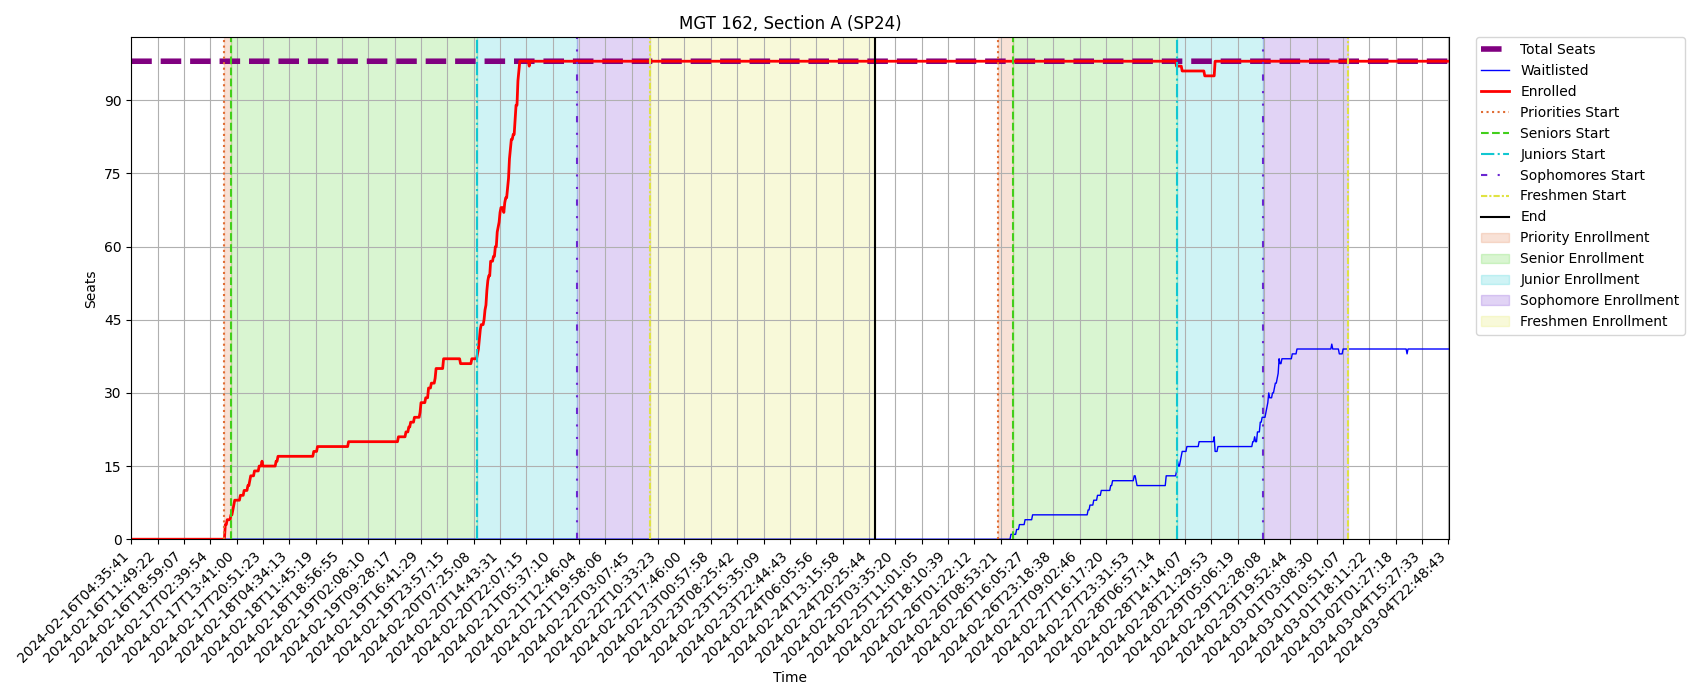 MGT 162, Section A (SP24)
Seats
90
75
60
45
30
15
0
2024-02-16T04:35:41
2024-02-16T11:49:22
2024-02-16T18:59:07
2024-02-17T02:39:54
2024-02-17T13:41:00
2024-02-17T20:51:23
2024-02-18T04:34:13
2024-02-18T11:45:19
2024-02-18T18:56:55
2024-02-19T02:08:10
2024-02-19T09:28:17
2024-02-19T16:41:29
2024-02-19T23:57:15
2024-02-20T07:25:08
2024-02-20T14:43:31
2024-02-20T22:07:15
2024-02-21T05:37:10
2024-02-21T12:46:04
2024-02-21T19:58:06
2024-02-22T03:07:45
2024-02-22T10:33:23
2024-02-22T17:46:00
2024-02-23T00:57:58
2024-02-23T08:25:42
2024-02-23T15:35:09
2024-02-23T22:44:43
2024-02-24T06:05:56
2024-02-24T13:15:58
2024-02-24T20:25:44
2024-02-25T03:35:20
2024-02-25T11:01:05
2024-02-25T18:10:39
2024-02-26T01:22:12
2024-02-26T08:53:21
2024-02-26T16:05:27
2024-02-26T23:18:38
2024-02-27T09:02:46
2024-02-27T16:17:20
2024-02-27T23:31:53
2024-02-28T06:57:14
2024-02-28T14:14:07
2024-02-28T21:29:53
2024-02-29T05:06:19
2024-02-29T12:28:08
2024-02-29T19:52:44
2024-03-01T03:08:30
2024-03-01T10:51:07
2024-03-01T18:11:22
2024-03-02T01:27:18
2024-03-04T15:27:33
2024-03-04T22:48:43
Time
Total Seats
Waitlisted
Enrolled
Priorities Start
Seniors Start
Juniors Start
Sophomores Start
Freshmen Start
End
Priority Enrollment
Senior Enrollment
Junior Enrollment
Sophomore Enrollment
Freshmen Enrollment